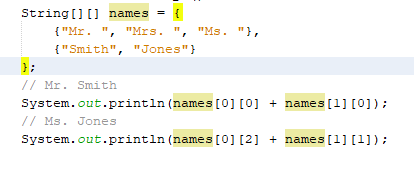 String[][] names = {
    {"Mr. ", "Mrs. ", "Ms. "},
    {"Smith", "Jones"}
};
// Mr. Smith
System.out.println(names[0][0] + names[1][0]);
// Ms. Jones
System.out.println(names[0][2] + names[1][1]);